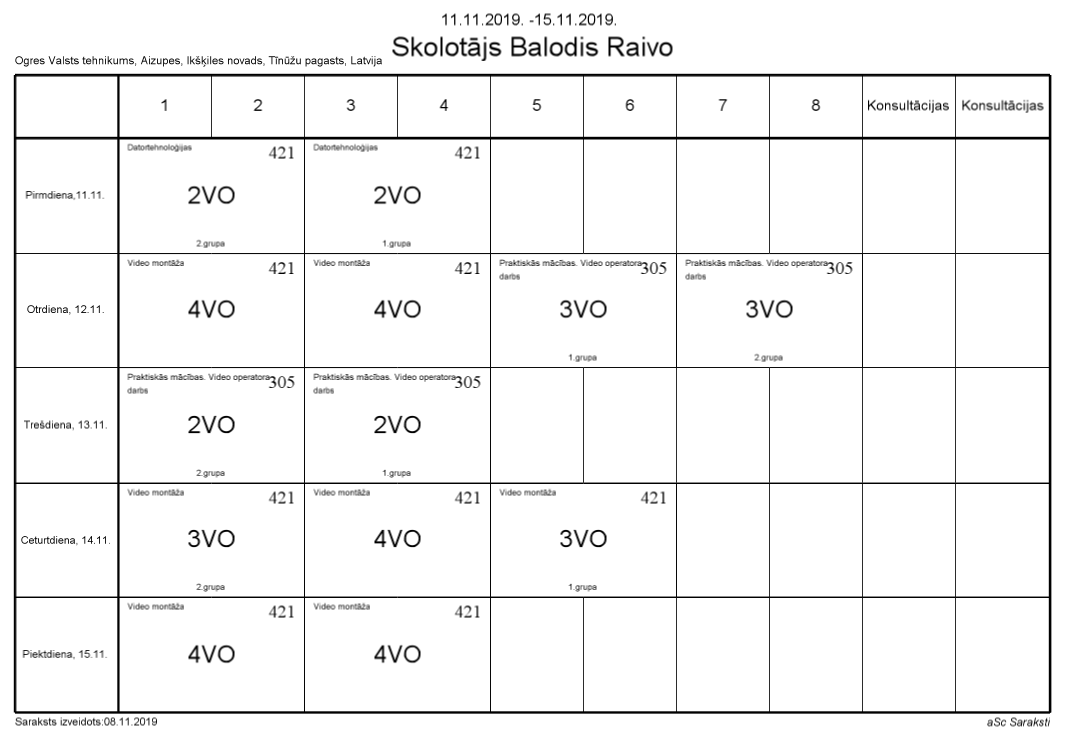 11.11.2019. -15.11.2019.
Skolotājs Balodis Raivo
Ogres Valsts tehnikums, Aizupes, Ikšķiles novads, Tīnūžu pagasts, Latvija
1 2 3 4 5 6 7 8 Konsultācijas Konsultācijas
Datortehnoloģijas 421 Datortehnoloģijas 421
Pirmdiena,11.11. 2VO 2VO
2.grupa 1.grupa
Video montāža 421 Video montāža 421 Praktiskās mācības. Video operatora 305 Praktiskās mācības. Video operatora 305
darbs darbs
Otrdiena, 12.11. 4VO 4VO 3VO 3VO
1.grupa 2.grupa
Praktiskās mācības. Video operatora 305 Praktiskās mācības. Video operatora 305
darbs darbs
Trešdiena, 13.11. 2VO 2VO
2.grupa 1.grupa
Video montāža 421 Video montāža 421 Video montāža 421
Ceturtdiena, 14.11. 3VO 4VO 3VO
2.grupa 1.grupa
Video montāža 421 Video montāža 421
Piektdiena, 15.11. 4VO 4VO
Saraksts izveidots:08.11.2019 aSc Saraksti